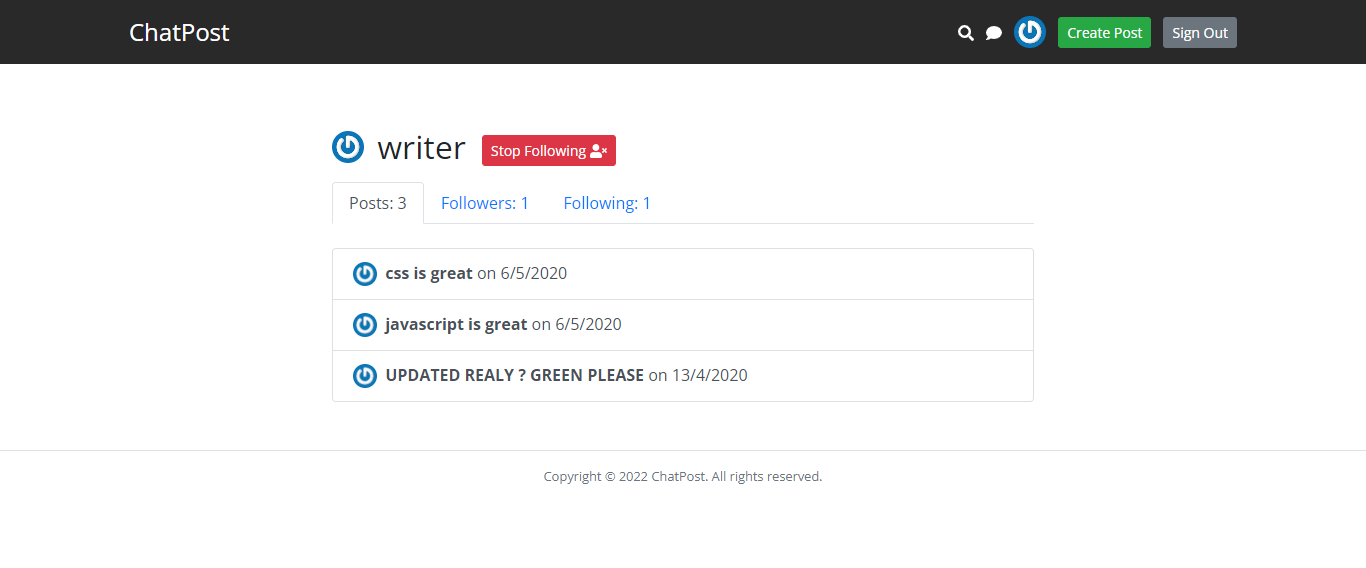 ChatPost Create Post Sign Out
writer Stop Following
Posts: 3 Followers: 1 Following: 1
css is great on 6/5/2020
javascript is great on 6/5/2020
UPDATED REALY ? GREEN PLEASE on 13/4/2020
Copyright © 2022 ChatPost. All rights reserved.